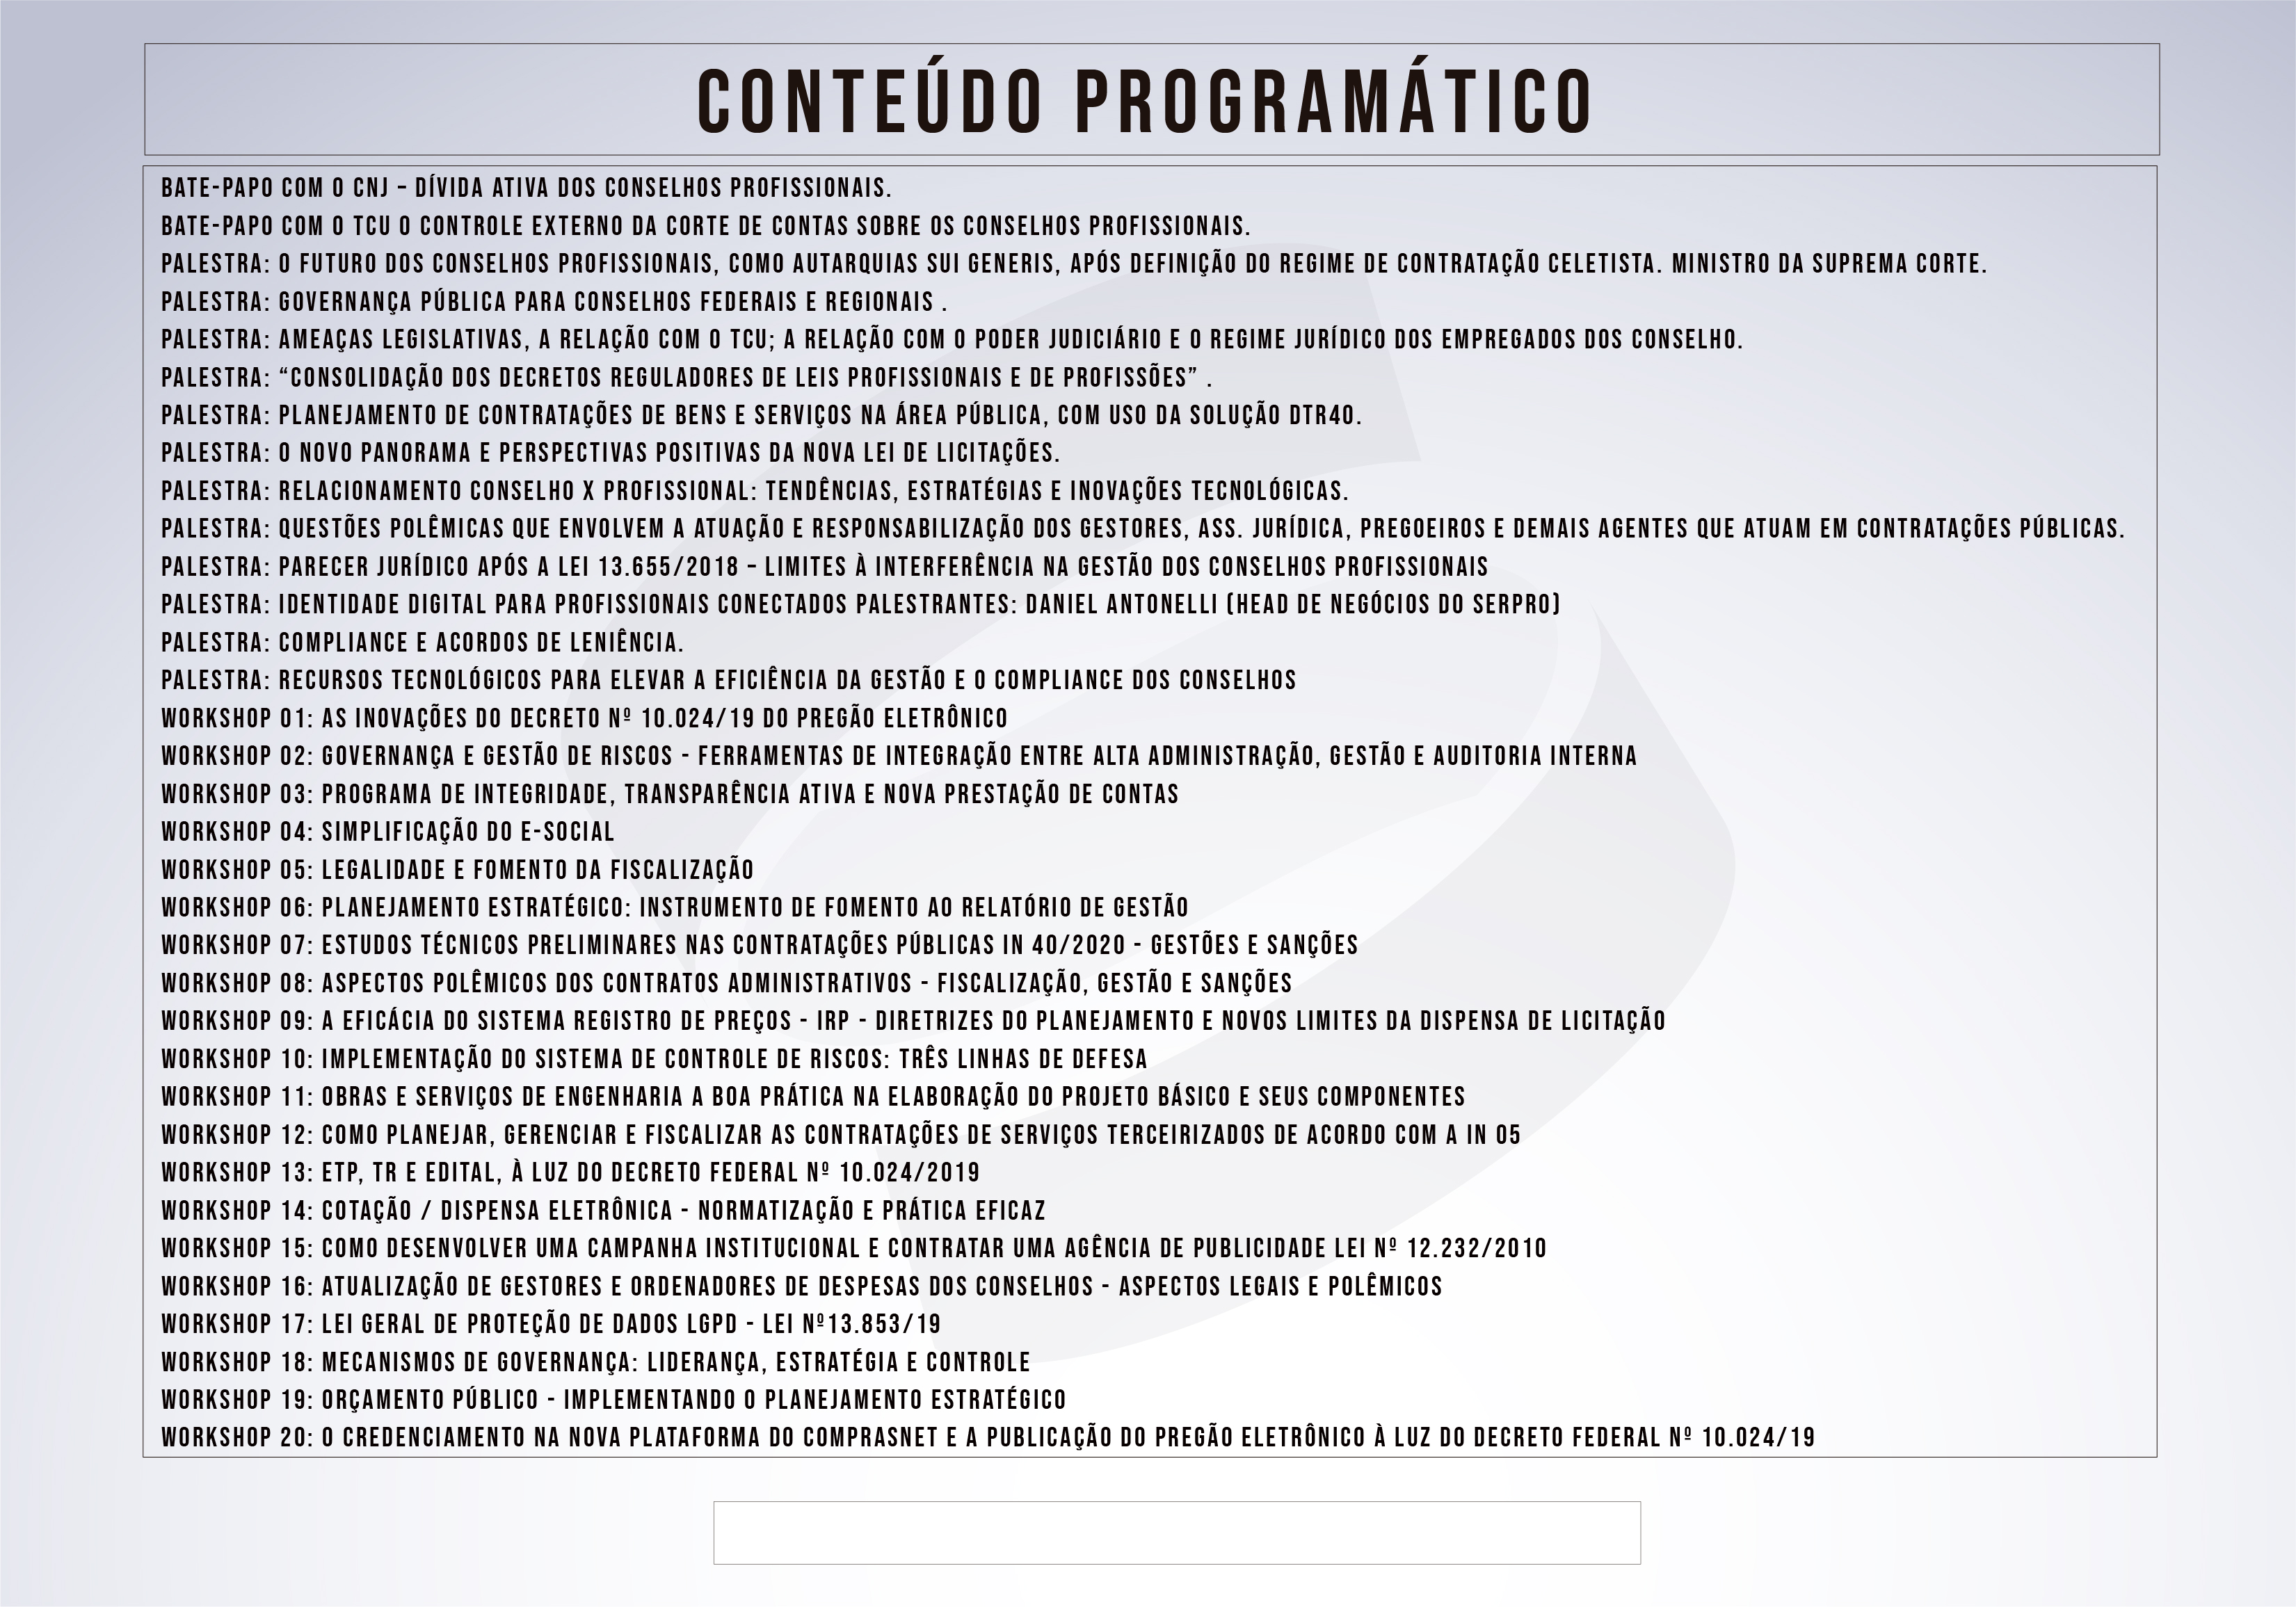 CONTEÚDO PROGRAMÁTICO
BATE-PAPO COM O CNJ – DÍVIDA ATIVA DOS CONSELHOS PROFISSIONAIS.
BATE-PAPO COM O TCU O CONTROLE EXTERNO DA CORTE DE CONTAS SOBRE OS CONSELHOS PROFISSIONAIS.
PALESTRA: O FUTURO DOS CONSELHOS PROFISSIONAIS, COMO AUTARQUIAS SUI GENERIS, APÓS DEFINIÇÃO DO REGIME DE CONTRATAÇÃO CELETISTA. MINISTRO DA SUPREMA CORTE.
PALESTRA: GOVERNANÇA PÚBLICA PARA CONSELHOS FEDERAIS E REGIONAIS .
PALESTRA: AMEAÇAS LEGISLATIVAS, A RELAÇÃO COM O TCU; A RELAÇÃO COM O PODER JUDICIÁRIO E O REGIME JURÍDICO DOS EMPREGADOS DOS CONSELHO.
PALESTRA: “CONSOLIDAÇÃO DOS DECRETOS REGULADORES DE LEIS PROFISSIONAIS E DE PROFISSÕES” .
PALESTRA: PLANEJAMENTO DE CONTRATAÇÕES DE BENS E SERVIÇOS NA ÁREA PÚBLICA, COM USO DA SOLUÇÃO DTR40.
PALESTRA: O NOVO PANORAMA E PERSPECTIVAS POSITIVAS DA NOVA LEI DE LICITAÇÕES.
PALESTRA: RELACIONAMENTO CONSELHO X PROFISSIONAL: TENDÊNCIAS, ESTRATÉGIAS E INOVAÇÕES TECNOLÓGICAS.
PALESTRA: QUESTÕES POLÊMICAS QUE ENVOLVEM A ATUAÇÃO E RESPONSABILIZAÇÃO DOS GESTORES, ASS. JURÍDICA, PREGOEIROS E DEMAIS AGENTES QUE ATUAM EM CONTRATAÇÕES PÚBLICAS.
PALESTRA: PARECER JURÍDICO APÓS A LEI 13.655/2018 – LIMITES À INTERFERÊNCIA NA GESTÃO DOS CONSELHOS PROFISSIONAIS
PALESTRA: IDENTIDADE DIGITAL PARA PROFISSIONAIS CONECTADOS PALESTRANTES: DANIEL ANTONELLI (HEAD DE NEGÓCIOS DO SERPRO)
PALESTRA: COMPLIANCE E ACORDOS DE LENIÊNCIA.
PALESTRA: RECURSOS TECNOLÓGICOS PARA ELEVAR A EFICIÊNCIA DA GESTÃO E O COMPLIANCE DOS CONSELHOS
WORKSHOP 01: AS INOVAÇÕES DO DECRETO Nº 10.024/19 DO PREGÃO ELETRÔNICO
WORKSHOP 02: GOVERNANÇA E GESTÃO DE RISCOS - FERRAMENTAS DE INTEGRAÇÃO ENTRE ALTA ADMINISTRAÇÃO, GESTÃO E AUDITORIA INTERNA
WORKSHOP 03: PROGRAMA DE INTEGRIDADE, TRANSPARÊNCIA ATIVA E NOVA PRESTAÇÃO DE CONTAS
WORKSHOP 04: SIMPLIFICAÇÃO DO E-SOCIAL
WORKSHOP 05: LEGALIDADE E FOMENTO DA FISCALIZAÇÃO
WORKSHOP 06: PLANEJAMENTO ESTRATÉGICO: INSTRUMENTO DE FOMENTO AO RELATÓRIO DE GESTÃO
WORKSHOP 07: ESTUDOS TÉCNICOS PRELIMINARES NAS CONTRATAÇÕES PÚBLICAS IN 40/2020 - GESTÕES E SANÇÕES
WORKSHOP 08: ASPECTOS POLÊMICOS DOS CONTRATOS ADMINISTRATIVOS - FISCALIZAÇÃO, GESTÃO E SANÇÕES
WORKSHOP 09: A EFICÁCIA DO SISTEMA REGISTRO DE PREÇOS - IRP - DIRETRIZES DO PLANEJAMENTO E NOVOS LIMITES DA DISPENSA DE LICITAÇÃO
WORKSHOP 10: IMPLEMENTAÇÃO DO SISTEMA DE CONTROLE DE RISCOS: TRÊS LINHAS DE DEFESA
WORKSHOP 11: OBRAS E SERVIÇOS DE ENGENHARIA A BOA PRÁTICA NA ELABORAÇÃO DO PROJETO BÁSICO E SEUS COMPONENTES
WORKSHOP 12: COMO PLANEJAR, GERENCIAR E FISCALIZAR AS CONTRATAÇÕES DE SERVIÇOS TERCEIRIZADOS DE ACORDO COM A IN 05
WORKSHOP 13: ETP, TR E EDITAL, À LUZ DO DECRETO FEDERAL Nº 10.024/2019
WORKSHOP 14: COTAÇÃO / DISPENSA ELETRÔNICA - NORMATIZAÇÃO E PRÁTICA EFICAZ
WORKSHOP 15: COMO DESENVOLVER UMA CAMPANHA INSTITUCIONAL E CONTRATAR UMA AGÊNCIA DE PUBLICIDADE LEI Nº 12.232/2010
WORKSHOP 16: ATUALIZAÇÃO DE GESTORES E ORDENADORES DE DESPESAS DOS CONSELHOS - ASPECTOS LEGAIS E POLÊMICOS
WORKSHOP 17: LEI GERAL DE PROTEÇÃO DE DADOS LGPD - LEI Nº13.853/19
WORKSHOP 18: MECANISMOS DE GOVERNANÇA: LIDERANÇA, ESTRATÉGIA E CONTROLE
WORKSHOP 19: ORÇAMENTO PÚBLICO - IMPLEMENTANDO O PLANEJAMENTO ESTRATÉGICO
WORKSHOP 20: O CREDENCIAMENTO NA NOVA PLATAFORMA DO COMPRASNET E A PUBLICAÇÃO DO PREGÃO ELETRÔNICO À LUZ DO DECRETO FEDERAL Nº 10.024/19